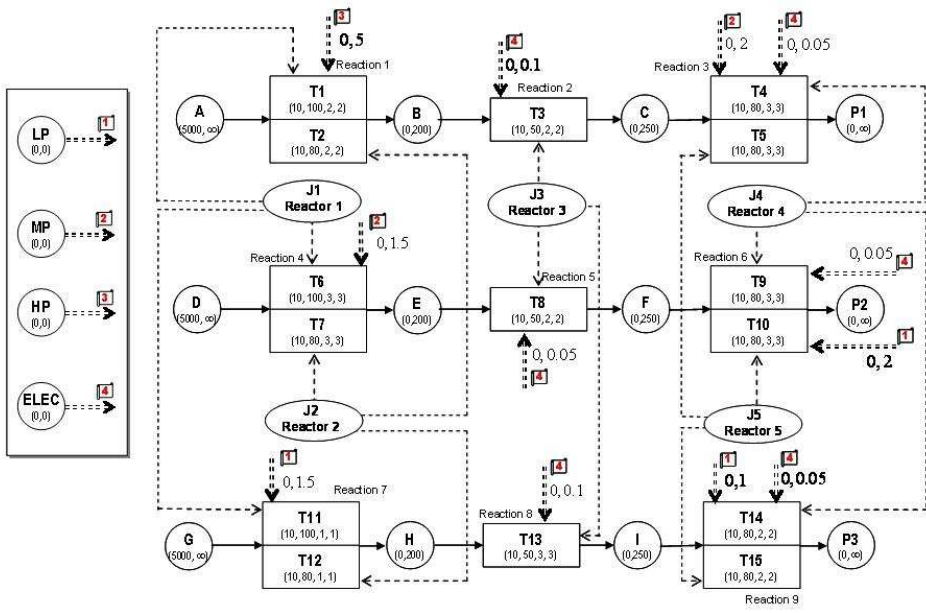 3
0,5
Reaction 1
4
0,0.1
Reaction 2
2
0,2
4
0,0.05
Reaction 3
LP
(0,0)
1
MP
(0,0)
2
HP
(0,0)
3
ELEC
(0,0)
4
A
(5000, ∞)
T1
(10,100,2,2)
T2
(10,80,2,2)
B
(0,200)
T3
(10,50,2,2)
C
(0,250)
T4
(10,80,3,3)
T5
(10,80,3,3)
P1
(0,∞)
J1
Reactor 1
J3
Reactor 3
J4
Reactor 4
2
0,1.5
Reaction 4
Reaction 5
Reaction 6
0,0.05
4
D
(5000, ∞)
T6
(10,100,3,3)
T7
(10,80,3,3)
E
(0,200)
T8
(10,50,2,2)
F
(0,250)
T9
(10,80,3,3)
T10
(10,80,3,3)
P2
(0,∞)
0,0.05
4
1
0,2
J2
Reactor 2
J5
Reactor 5
1
0,1.5
Reaction 7
4
0,0.1
Reaction 8
1
0,1
4
0,0.05
G
(5000, ∞)
T11
(10,100,1,1)
T12
(10,80,1,1)
H
(0,200)
T13
(10,50,3,3)
I
(0,250)
T14
(10,80,2,2)
T15
(10,80,2,2)
P3
(0,∞)
Reaction 9